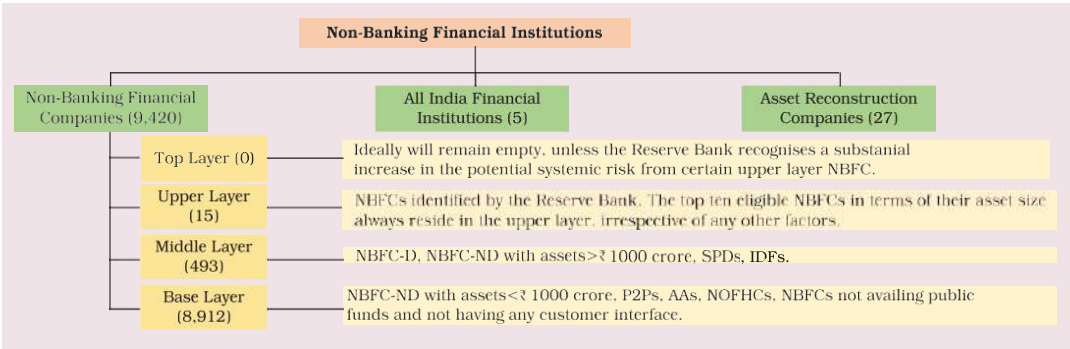 Non-Banking Financial Institutions
Non-Banking Financial
Companies (9,420)
All India Financial
Institutions (5)
Asset Reconstruction
Companies (27)
Top Layer (0)
Ideally will remain empty, unless the Reserve Bank recognises a substanial
increase in the potential systemic risk from certain upper layer NBFC.
Upper Layer
(15)
NBFCs identified by the Reserve Bank. The top ten eligible NBFCs in terms of their asset size
always reside in the upper layer, irrespective of any other factors.
Middle Layer
(493)
NBFC-D, NBFC-ND with assets>₹ 1000 crore, SPDs, IDFs.
Base Layer
(8,912)
NBFC-ND with assets<₹ 1000 crore, P2Ps, AAs, NOFHCs, NBFCs not availing public
funds and not having any customer interface.